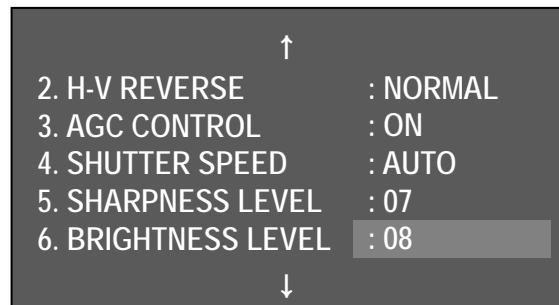 ↑
2. H-V REVERSE : NORMAL
3. AGC CONTROL : ON
4. SHUTTER SPEED : AUTO
5. SHARPNESS LEVEL : 07
6. BRIGHTNESS LEVEL : 08
↓